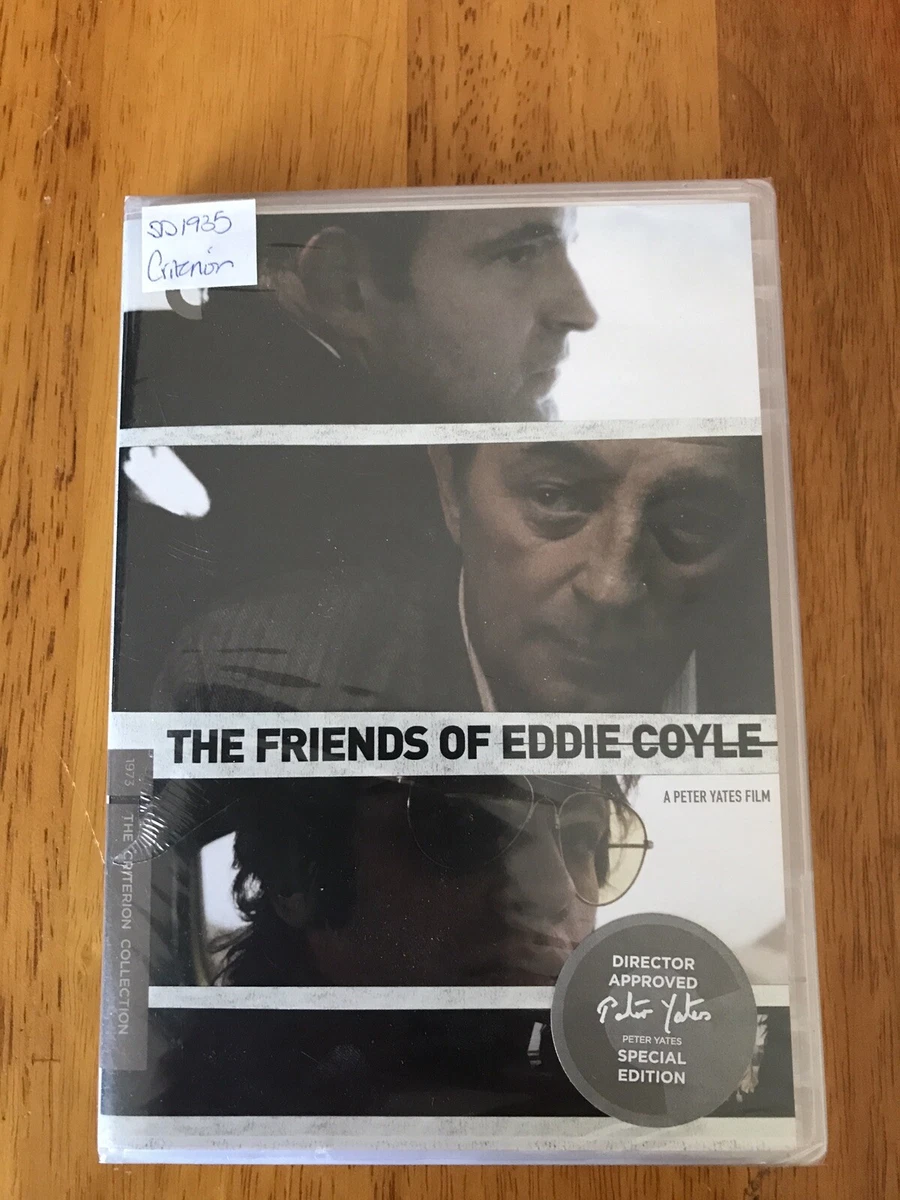 SD1935
Criterion
THE FRIENDS OF EDDIE COYLE
A PETER YATES FILM
1973
THE CRITERION COLLECTION
DIRECTOR
APPROVED
Peter Yates
PETER YATES
SPECIAL
EDITION